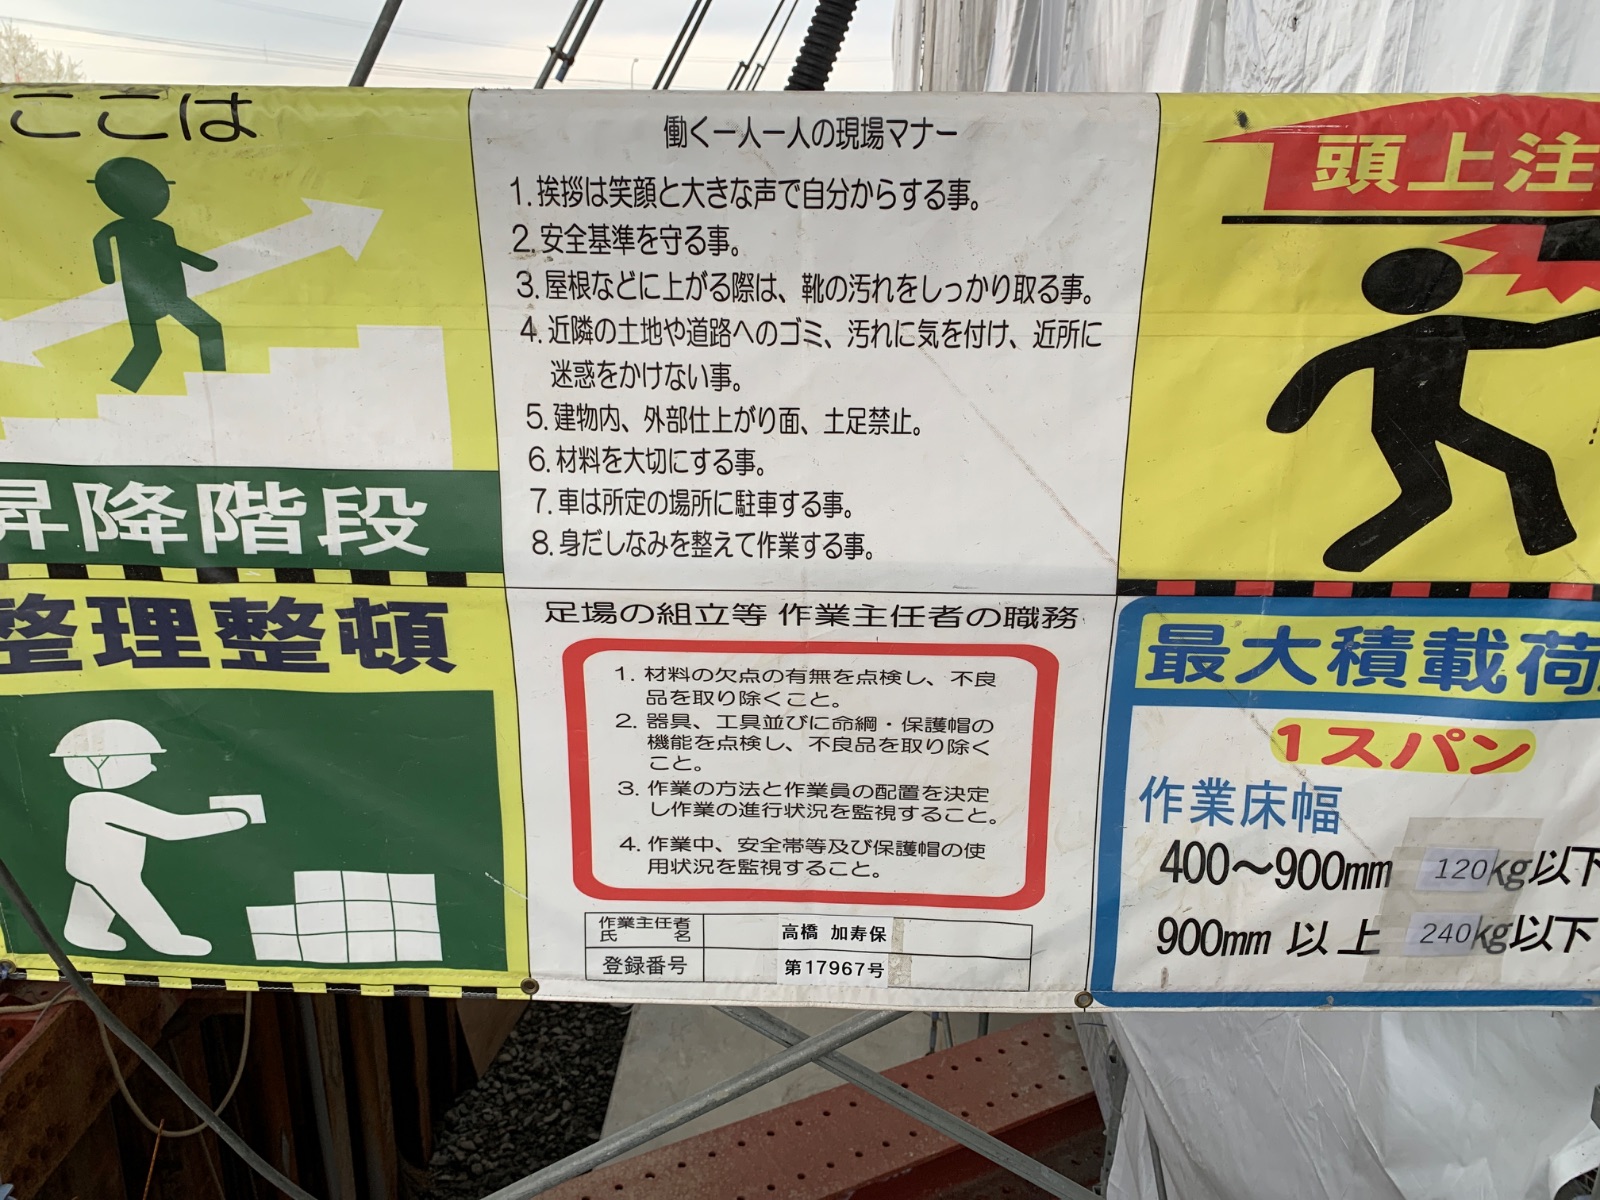 ここは
昇降階段
整理整頓
働く一人一人の現場マナー
1. 挨拶は笑顔と大きな声で自分からする事。
2. 安全基準を守る事。
3. 屋根などに上がる際は、靴の汚れをしっかり取る事。
4. 近隣の土地や道路へのゴミ、汚れに気を付け、近所に
迷惑をかけない事。
5. 建物内、外部仕上がり面、土足禁止。
6. 材料を大切にする事。
7. 車は所定の場所に駐車する事。
8. 身だしなみを整えて作業する事。
足場の組立等 作業主任者の職務
1. 材料の欠点の有無を点検し、不良
品を取り除くこと。
2. 器具、工具並びに命綱・保護帽の
機能を点検し、不良品を取り除く
こと。
3. 作業の方法と作業員の配置を決定
し作業の進行状況を監視すること。
4. 作業中、安全帯等及び保護帽の使
用状況を監視すること。
作業主任者
氏 名
高橋 加寿保
登録番号
第17967号
頭上注
最大積載荷
1スパン
作業床幅
400〜900mm 120kg以下
900mm 以上 240kg以下